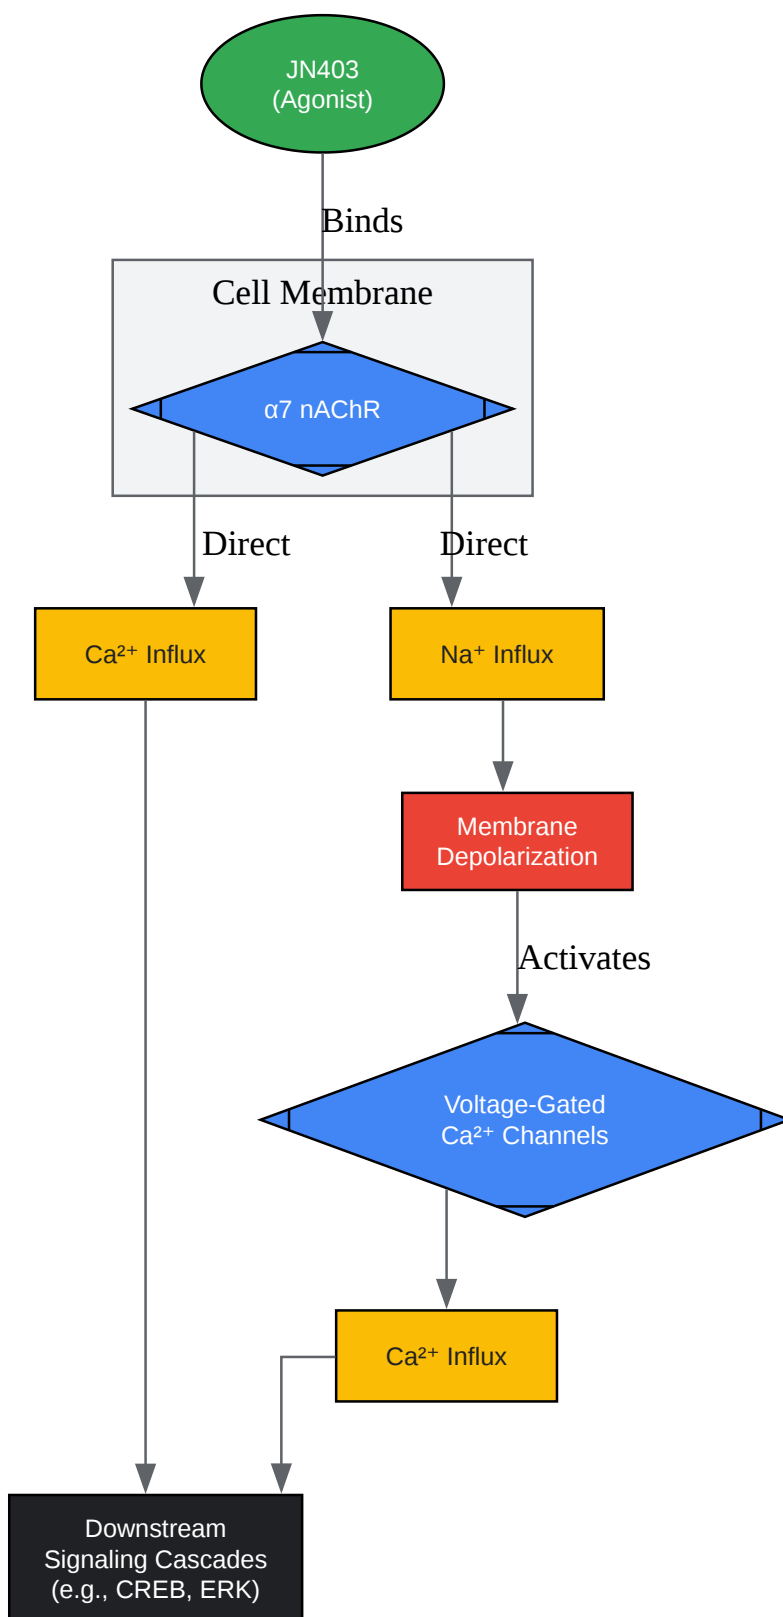 JN403
(Agonist)
Binds
Cell Membrane
α7 nAChR
Direct
Direct
Ca²⁺ Influx
Na⁺ Influx
Membrane
Depolarization
Activates
Voltage-Gated
Ca²⁺ Channels
Ca²⁺ Influx
Downstream
Signaling Cascades
(e.g., CREB, ERK)